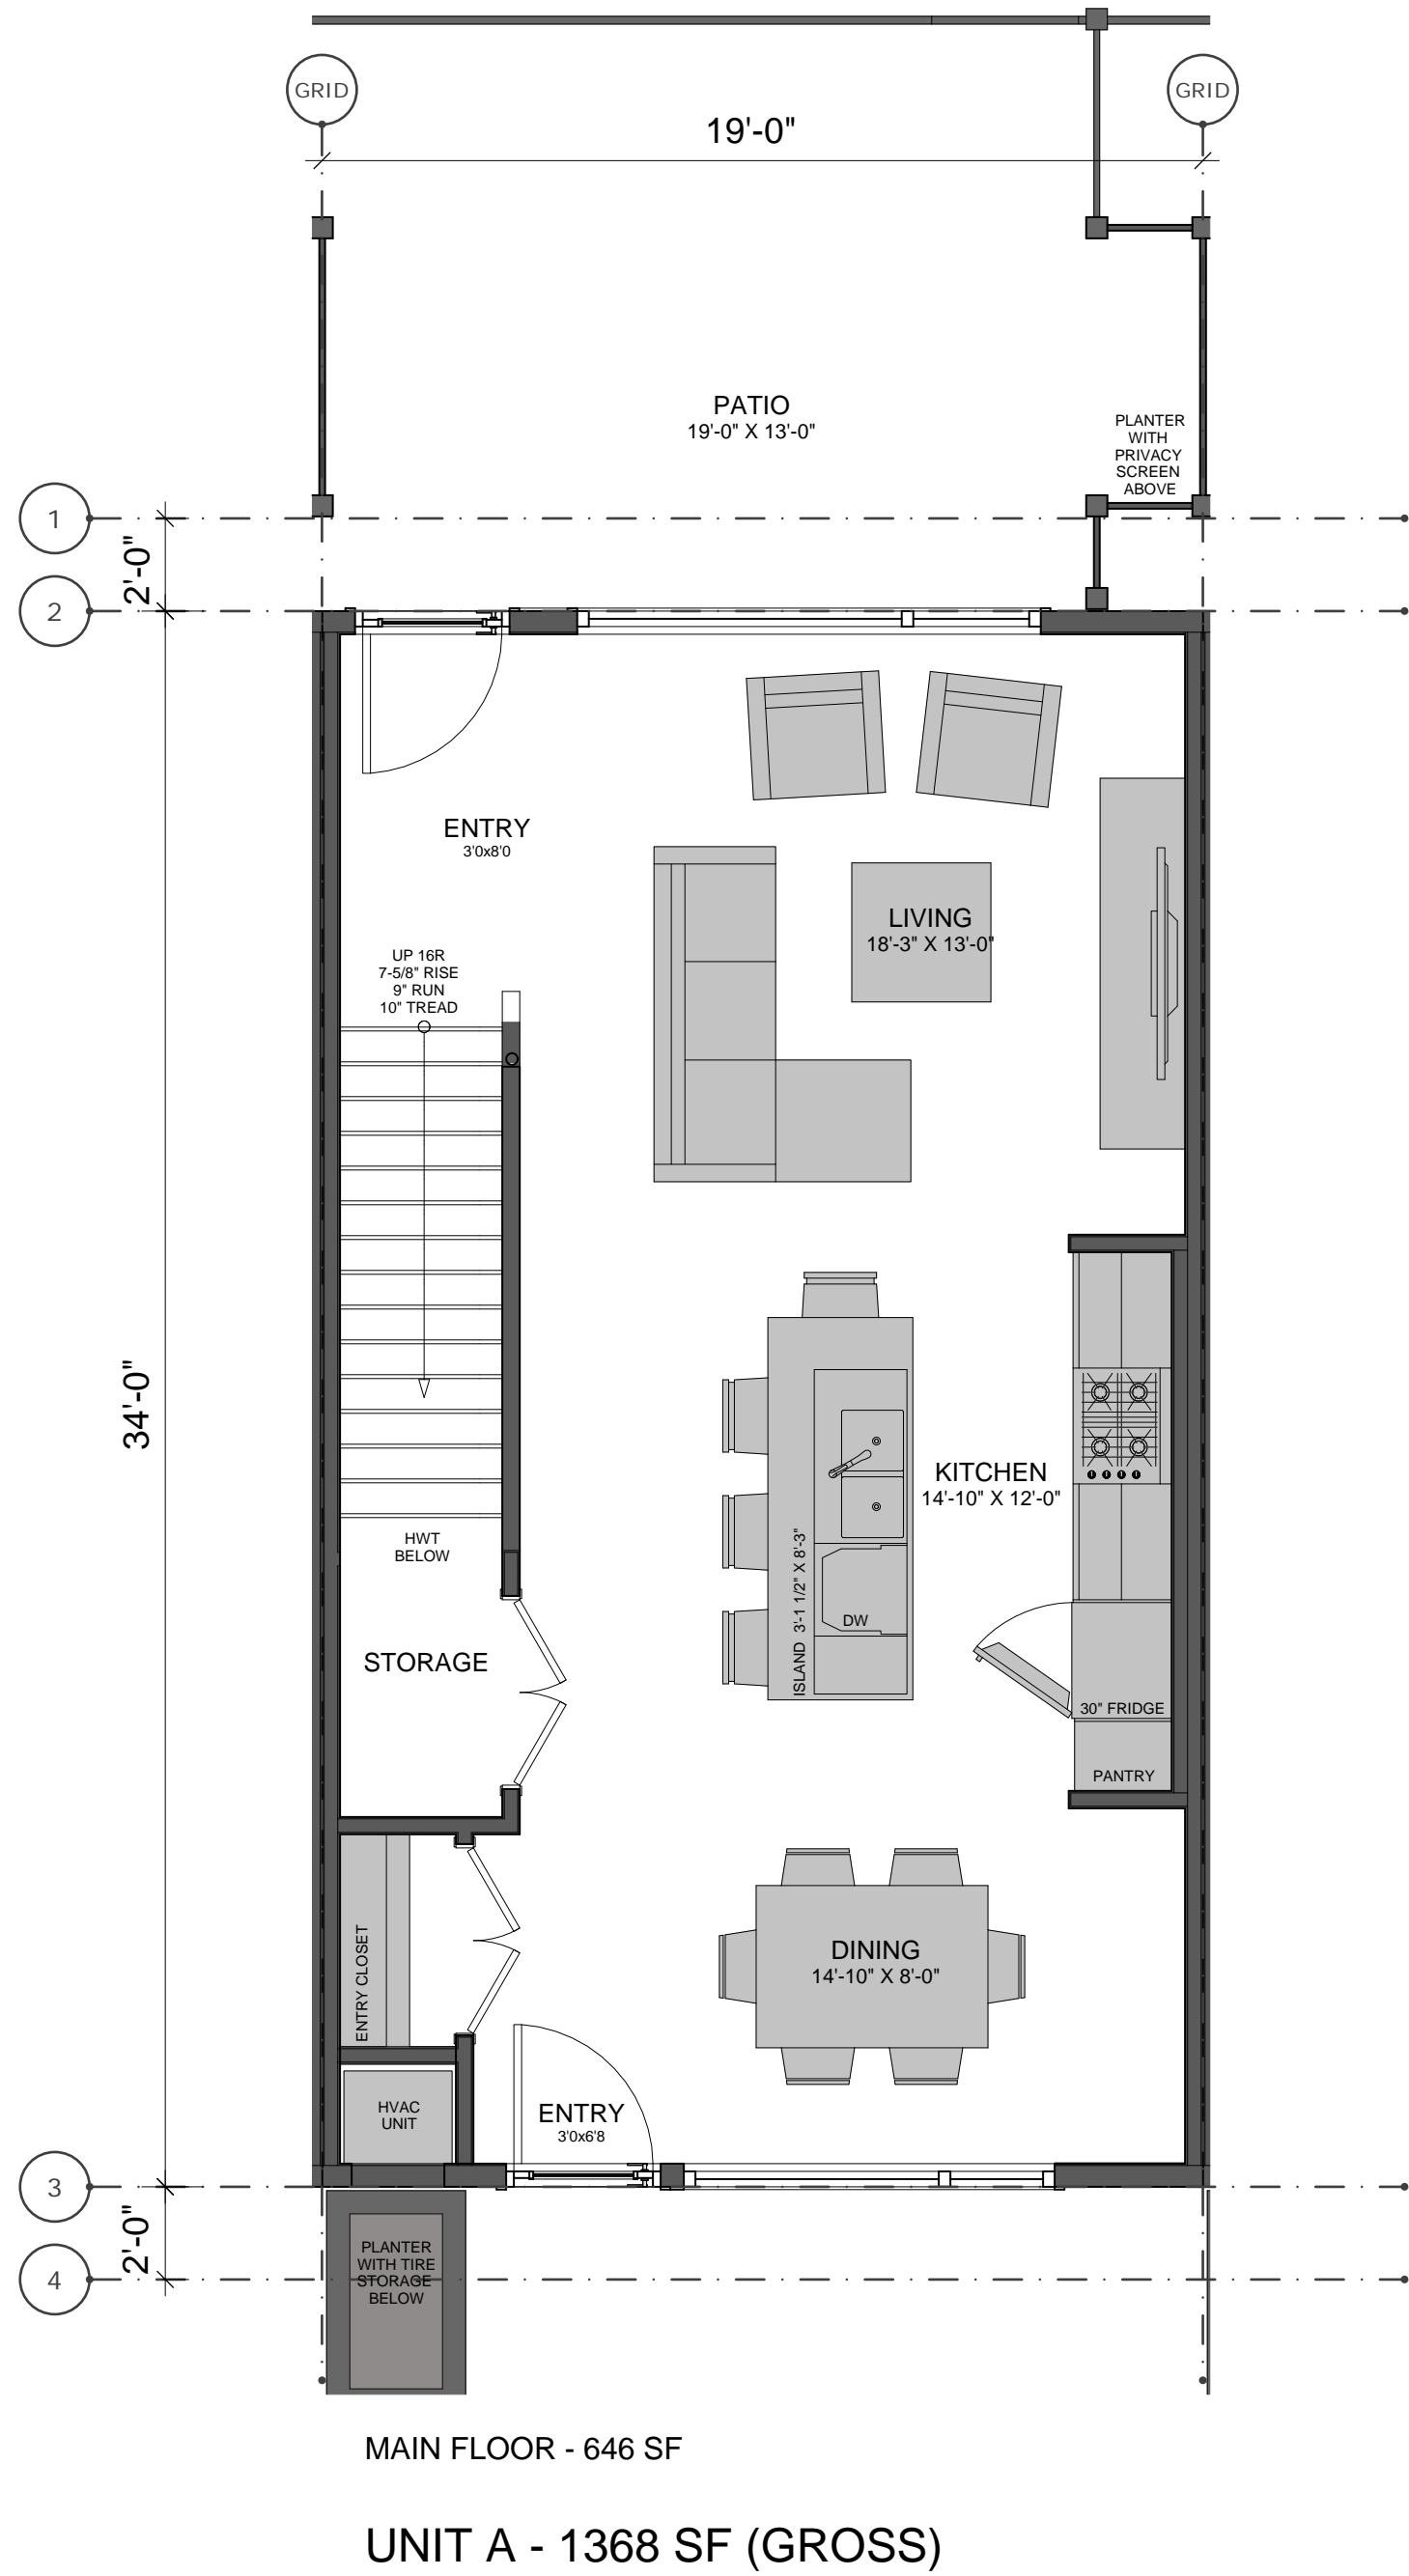 GRID
GRID
19'-0"
PATIO
19'-0" X 13'-0"
PLANTER
WITH
PRIVACY
SCREEN
ABOVE
1
2'-0"
2
ENTRY
3'0x8'0
LIVING
18'-3" X 13'-0"
UP 16R
7-5/8" RISE
9" RUN
10" TREAD
34'-0"
KITCHEN
14'-10" X 12'-0"
ISLAND 3'-1 1/2" X 8'-3"
HWT
BELOW
DW
STORAGE
30" FRIDGE
PANTRY
ENTRY CLOSET
DINING
14'-10" X 8'-0"
HVAC
UNIT
ENTRY
3'0x6'8
3
2'-0"
4
PLANTER
WITH TIRE
STORAGE
BELOW
MAIN FLOOR - 646 SF
UNIT A - 1368 SF (GROSS)